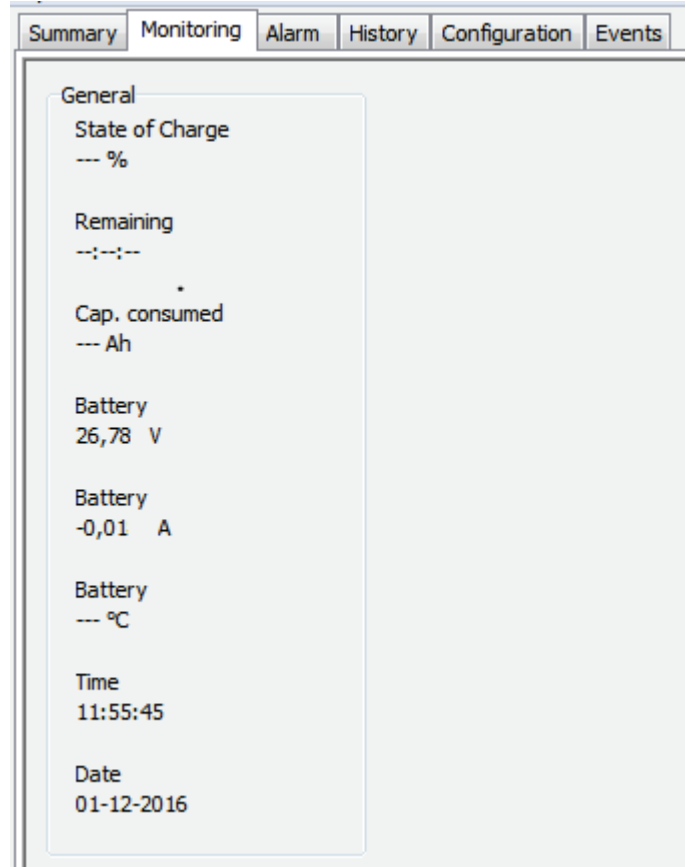 Summary Monitoring Alarm History Configuration Events
General
State of Charge
--- %
Remaining
--:--:--
Cap. consumed
--- Ah
Battery
26,78 V
Battery
-0,01 A
Battery
--- ºC
Time
11:55:45
Date
01-12-2016